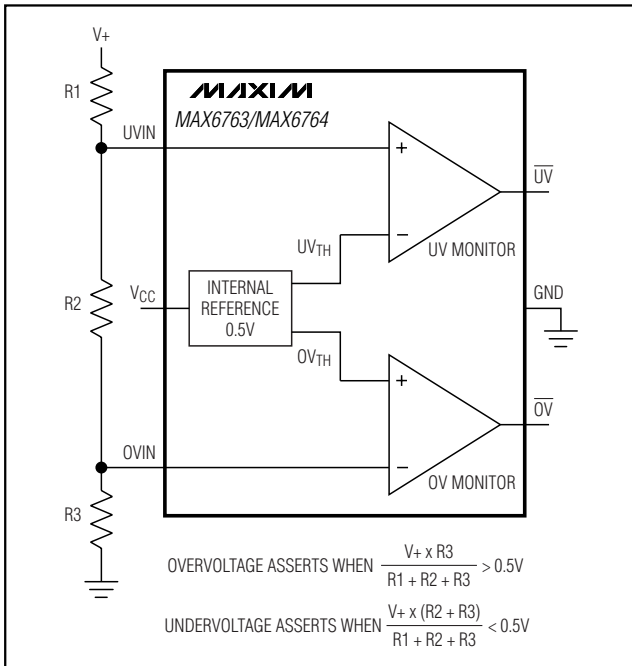 V+
R1
MAXIM
MAX6763/MAX6764
UVIN
+
UV
UVTH
−
UV MONITOR
R2
VCC
INTERNAL
REFERENCE
0.5V
GND
OVTH
+
OV
OVIN
−
OV MONITOR
R3
OVERVOLTAGE ASSERTS WHEN V+ x R3 / R1 + R2 + R3 > 0.5V
UNDERVOLTAGE ASSERTS WHEN V+ x (R2 + R3) / R1 + R2 + R3 < 0.5V